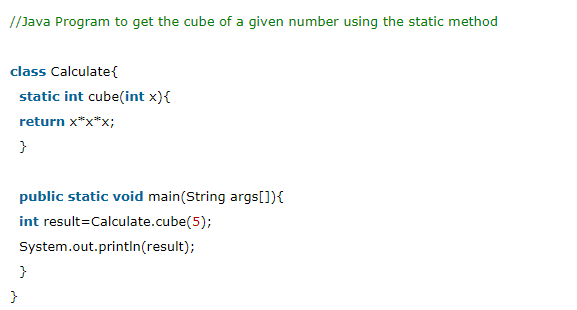 //Java Program to get the cube of a given number using the static method
class Calculate{
static int cube(int x){
return x*x*x;
}
public static void main(String args[]){
int result=Calculate.cube(5);
System.out.println(result);
}
}